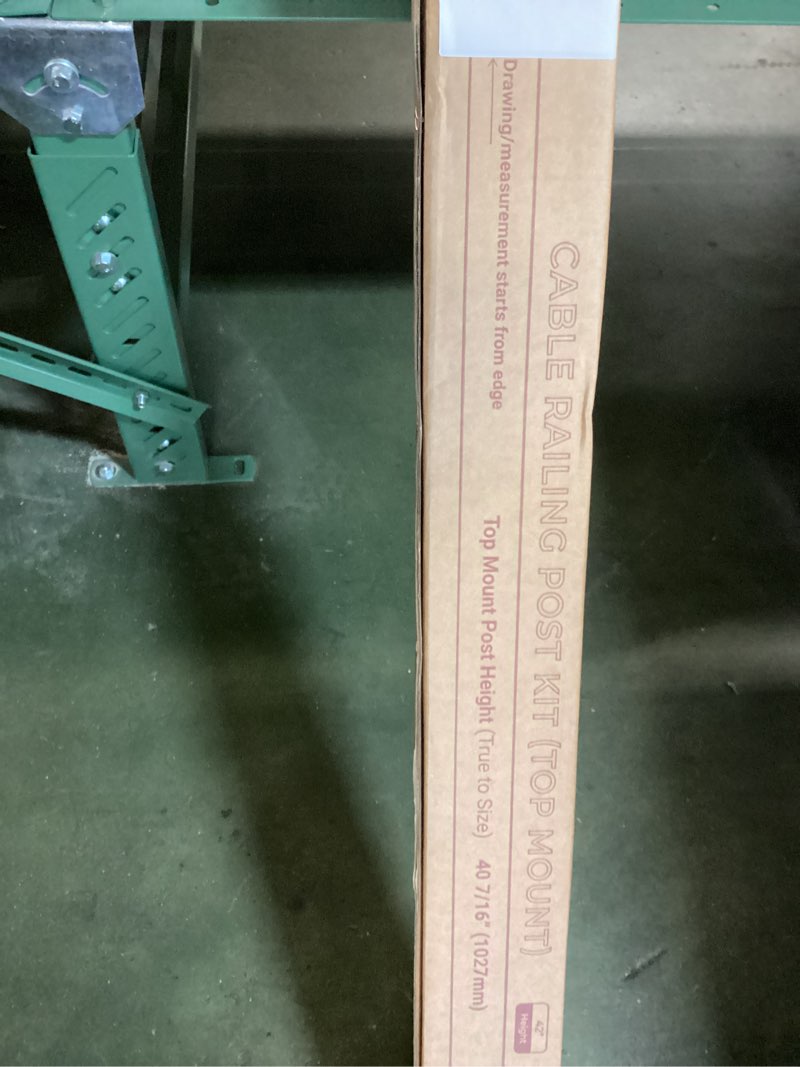 CABLE RAILING POST KIT (TOP MOUNT)
42"
Height
Drawing/measurement starts from edge
Top Mount Post Height (True to Size) 40 7/16" (1027mm)